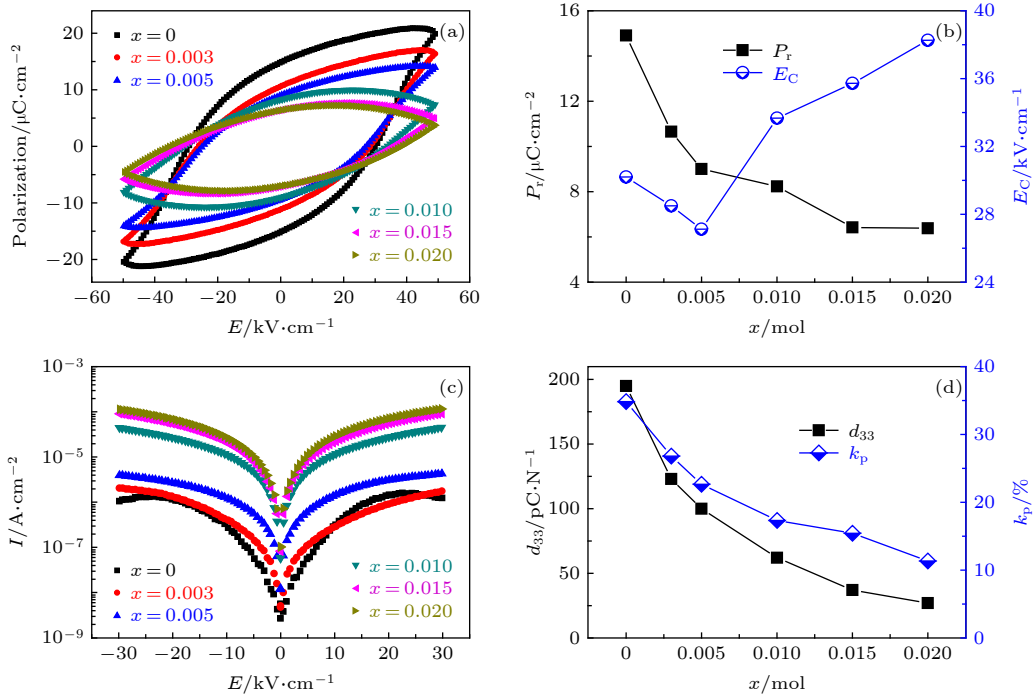 (a)
x = 0
x = 0.003
x = 0.005
x = 0.010
x = 0.015
x = 0.020
20
10
0
−10
−20
Polarization/μC·cm−2
−60 −40 −20 0 20 40 60
E/kV·cm−1
(b)
Pr
EC
16
12
8
4
Pr/μC·cm−2
40
36
32
28
24
EC/kV·cm−1
0 0.005 0.010 0.015 0.020
x/mol
(c)
10−3
10−5
10−7
10−9
I/A·cm−2
x = 0
x = 0.003
x = 0.005
x = 0.010
x = 0.015
x = 0.020
−30 −20 −10 0 10 20 30
E/kV·cm−1
(d)
d33
kp
200
150
100
50
0
d33/pC·N−1
40
30
20
10
0
kp/%
0 0.005 0.010 0.015 0.020
x/mol